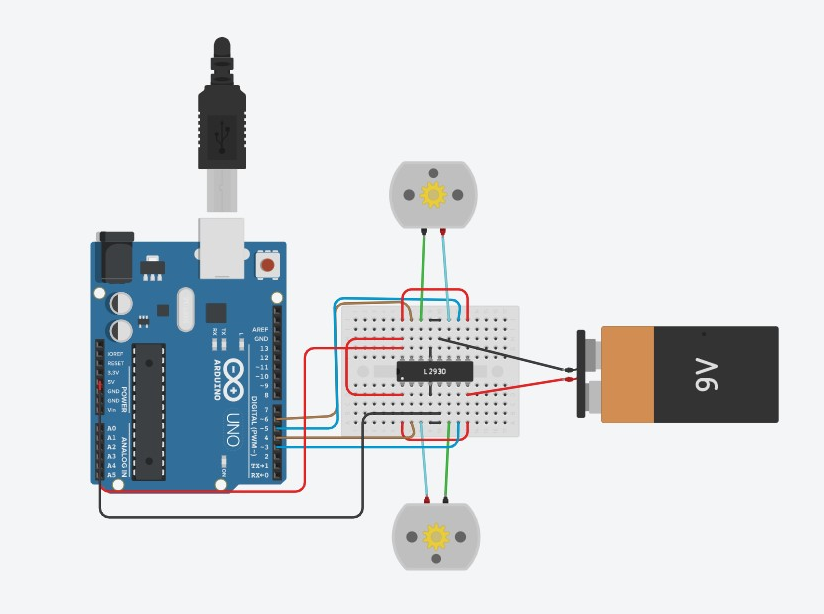 AREF
GND
13
12
~11
~10
~9
8
7
~6
~5
4
~3
2
TX→1
RX←0
DIGITAL (PWM~)
IOREF
RESET
3.3V
5V
GND
GND
Vin
POWER
A0
A1
A2
A3
A4
A5
ANALOG IN
RX
TX
L
ARDUINO
UNO
ON
L293D
9V